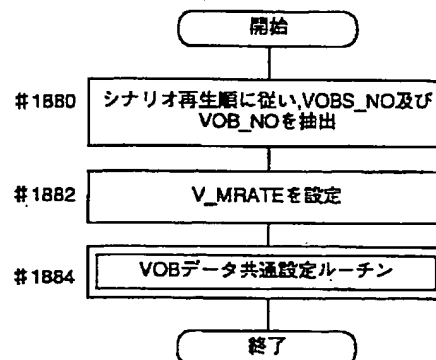 開始
#1880
シナリオ再生順に従い,VOBS_NO及び
VOB_NOを抽出
#1882
V_MRATEを設定
#1884
VOBデータ共通設定ルーチン
終了